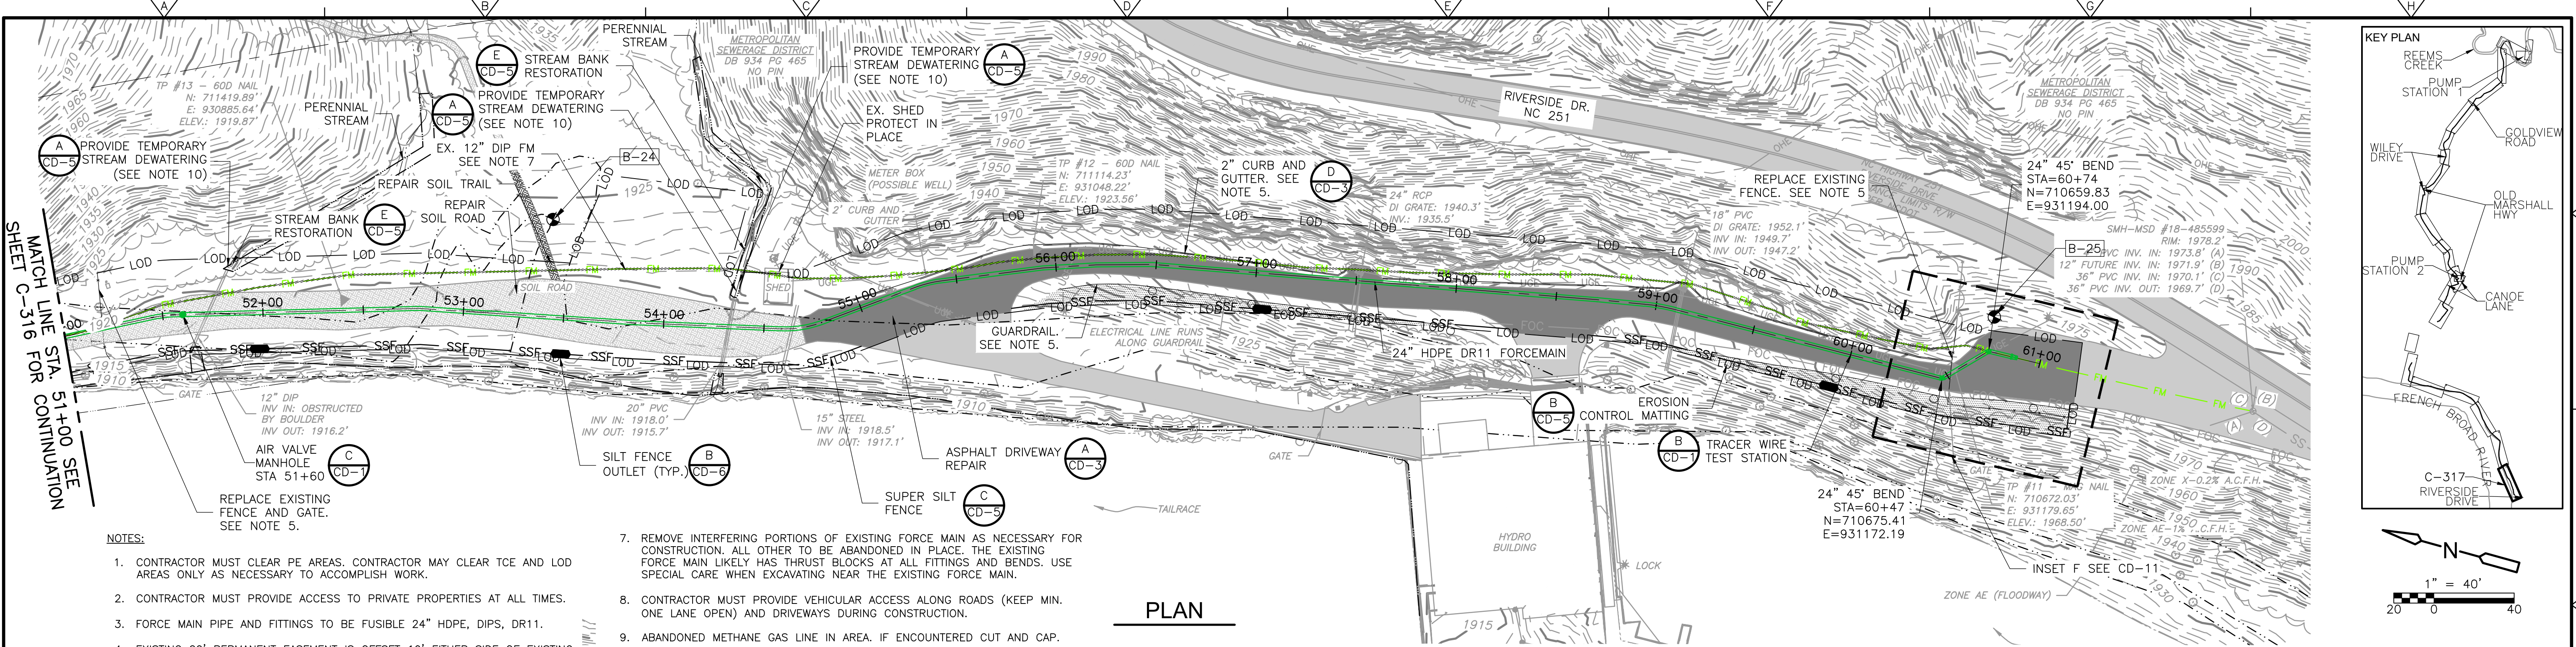 A
B
C
D
E
F
G
H
TP #13 – 60D NAIL
N: 711419.89'
E: 930885.64'
ELEV.: 1919.87'
PERENNIAL
STREAM
A
CD-5
PROVIDE TEMPORARY
STREAM DEWATERING
(SEE NOTE 10)
E
CD-5
STREAM BANK
RESTORATION
A
CD-5
PROVIDE TEMPORARY
STREAM DEWATERING
(SEE NOTE 10)
EX. 12" DIP FM
SEE NOTE 7
B-24
REPAIR SOIL TRAIL
REPAIR
SOIL ROAD
STREAM BANK
RESTORATION
E
CD-5
PERENNIAL
STREAM
METROPOLITAN
SEWERAGE DISTRICT
DB 934 PG 465
NO PIN
PROVIDE TEMPORARY
STREAM DEWATERING
(SEE NOTE 10)
A
CD-5
EX. SHED
PROTECT IN
PLACE
METER BOX
(POSSIBLE WELL)
2' CURB AND
GUTTER
TP #12 – 60D NAIL
N: 711114.23'
E: 931048.22'
ELEV.: 1923.56'
2" CURB AND
GUTTER. SEE
NOTE 5.
D
CD-3
24" RCP
DI GRATE: 1940.3'
INV.: 1935.5'
RIVERSIDE DR.
NC 251
REPLACE EXISTING
FENCE. SEE NOTE 5
18" PVC
DI GRATE: 1952.1'
INV IN: 1949.7'
INV OUT: 1947.2'
METROPOLITAN
SEWERAGE DISTRICT
DB 934 PG 465
NO PIN
24" 45° BEND
STA=60+74
N=710659.83
E=931194.00
B-25
SMH-MSD #18-485599
RIM: 1978.2'
PVC INV. IN: 1973.8' (A)
12" FUTURE INV. IN: 1971.9' (B)
36" PVC INV. IN: 1970.1' (C)
36" PVC INV. OUT: 1969.7' (D)
MATCH LINE STA. 51+00 SEE
SHEET C-316 FOR CONTINUATION
52+00
53+00
54+00
55+00
56+00
57+00
58+00
59+00
60+00
61+00
SOIL ROAD
SHED
GATE
12" DIP
INV IN: OBSTRUCTED
BY BOULDER
INV OUT: 1916.2'
AIR VALVE
MANHOLE
STA 51+60
C
CD-1
REPLACE EXISTING
FENCE AND GATE.
SEE NOTE 5.
20" PVC
INV IN: 1918.0'
INV OUT: 1915.7'
SILT FENCE
OUTLET (TYP.)
B
CD-6
15" STEEL
INV IN: 1918.5'
INV OUT: 1917.1'
SUPER SILT
FENCE
C
CD-5
ASPHALT DRIVEWAY
REPAIR
A
CD-3
GUARDRAIL.
SEE NOTE 5.
ELECTRICAL LINE RUNS
ALONG GUARDRAIL
24" HDPE DR11 FORCEMAIN
GATE
TAILRACE
HYDRO
BUILDING
LOCK
B
CD-5
EROSION
CONTROL MATTING
B
CD-1
TRACER WIRE
TEST STATION
24" 45° BEND
STA=60+47
N=710675.41
E=931172.19
GATE
TP #11 – MAG NAIL
N: 710672.03'
E: 931179.65'
ELEV.: 1968.50'
ZONE X-0.2% A.C.F.H.
ZONE AE-1% A.C.F.H.
INSET F SEE CD-11
ZONE AE (FLOODWAY)
(A)
(B)
(C)
(D)
NOTES:
1. CONTRACTOR MUST CLEAR PE AREAS. CONTRACTOR MAY CLEAR TCE AND LOD
AREAS ONLY AS NECESSARY TO ACCOMPLISH WORK.
2. CONTRACTOR MUST PROVIDE ACCESS TO PRIVATE PROPERTIES AT ALL TIMES.
3. FORCE MAIN PIPE AND FITTINGS TO BE FUSIBLE 24" HDPE, DIPS, DR11.
7. REMOVE INTERFERING PORTIONS OF EXISTING FORCE MAIN AS NECESSARY FOR
CONSTRUCTION. ALL OTHER TO BE ABANDONED IN PLACE. THE EXISTING
FORCE MAIN LIKELY HAS THRUST BLOCKS AT ALL FITTINGS AND BENDS. USE
SPECIAL CARE WHEN EXCAVATING NEAR THE EXISTING FORCE MAIN.
8. CONTRACTOR MUST PROVIDE VEHICULAR ACCESS ALONG ROADS (KEEP MIN.
ONE LANE OPEN) AND DRIVEWAYS DURING CONSTRUCTION.
9. ABANDONED METHANE GAS LINE IN AREA. IF ENCOUNTERED CUT AND CAP.
PLAN
KEY PLAN
REEMS
CREEK
PUMP
STATION 1
GOLDVIEW
ROAD
WILEY
DRIVE
OLD
MARSHALL
HWY
PUMP
STATION 2
CANOE
LANE
FRENCH BROAD RIVER
C-317
RIVERSIDE
DRIVE
N
1" = 40'
20 0 40